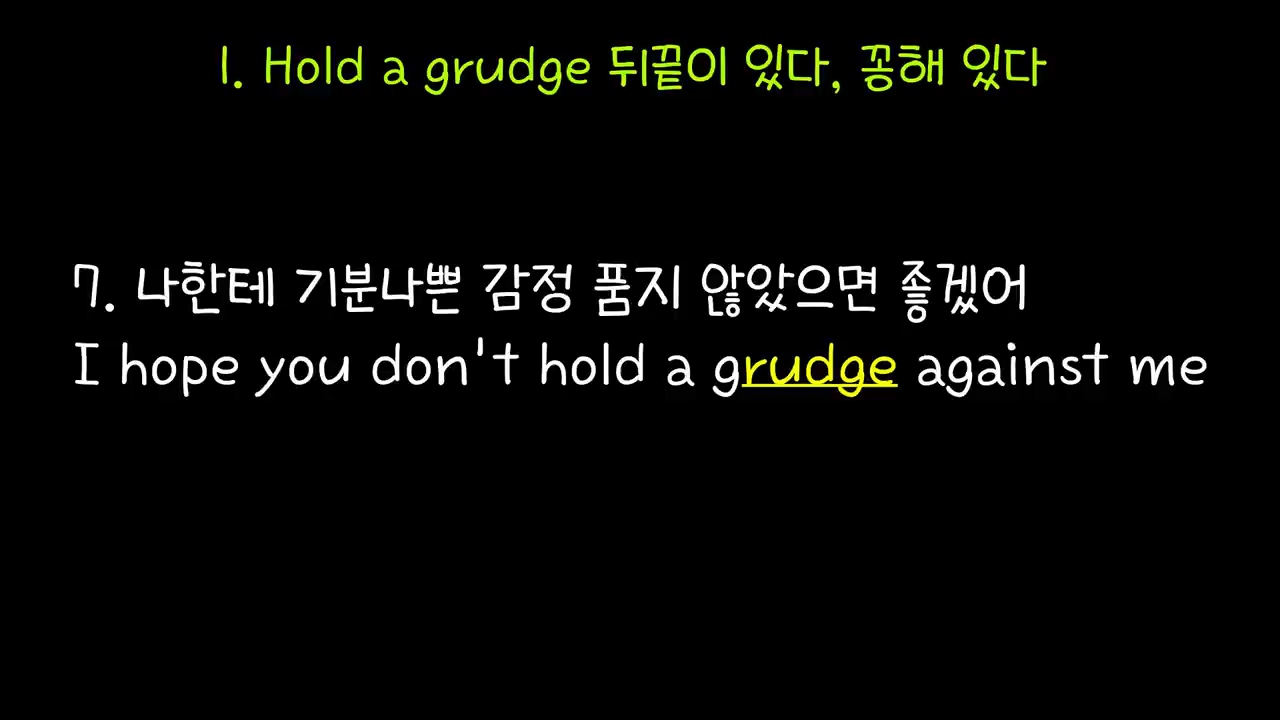 1. Hold a grudge 뒤끝이 있다, 꽁해 있다
7. 나한테 기분나쁜 감정 품지 않았으면 좋겠어
I hope you don't hold a grudge against me